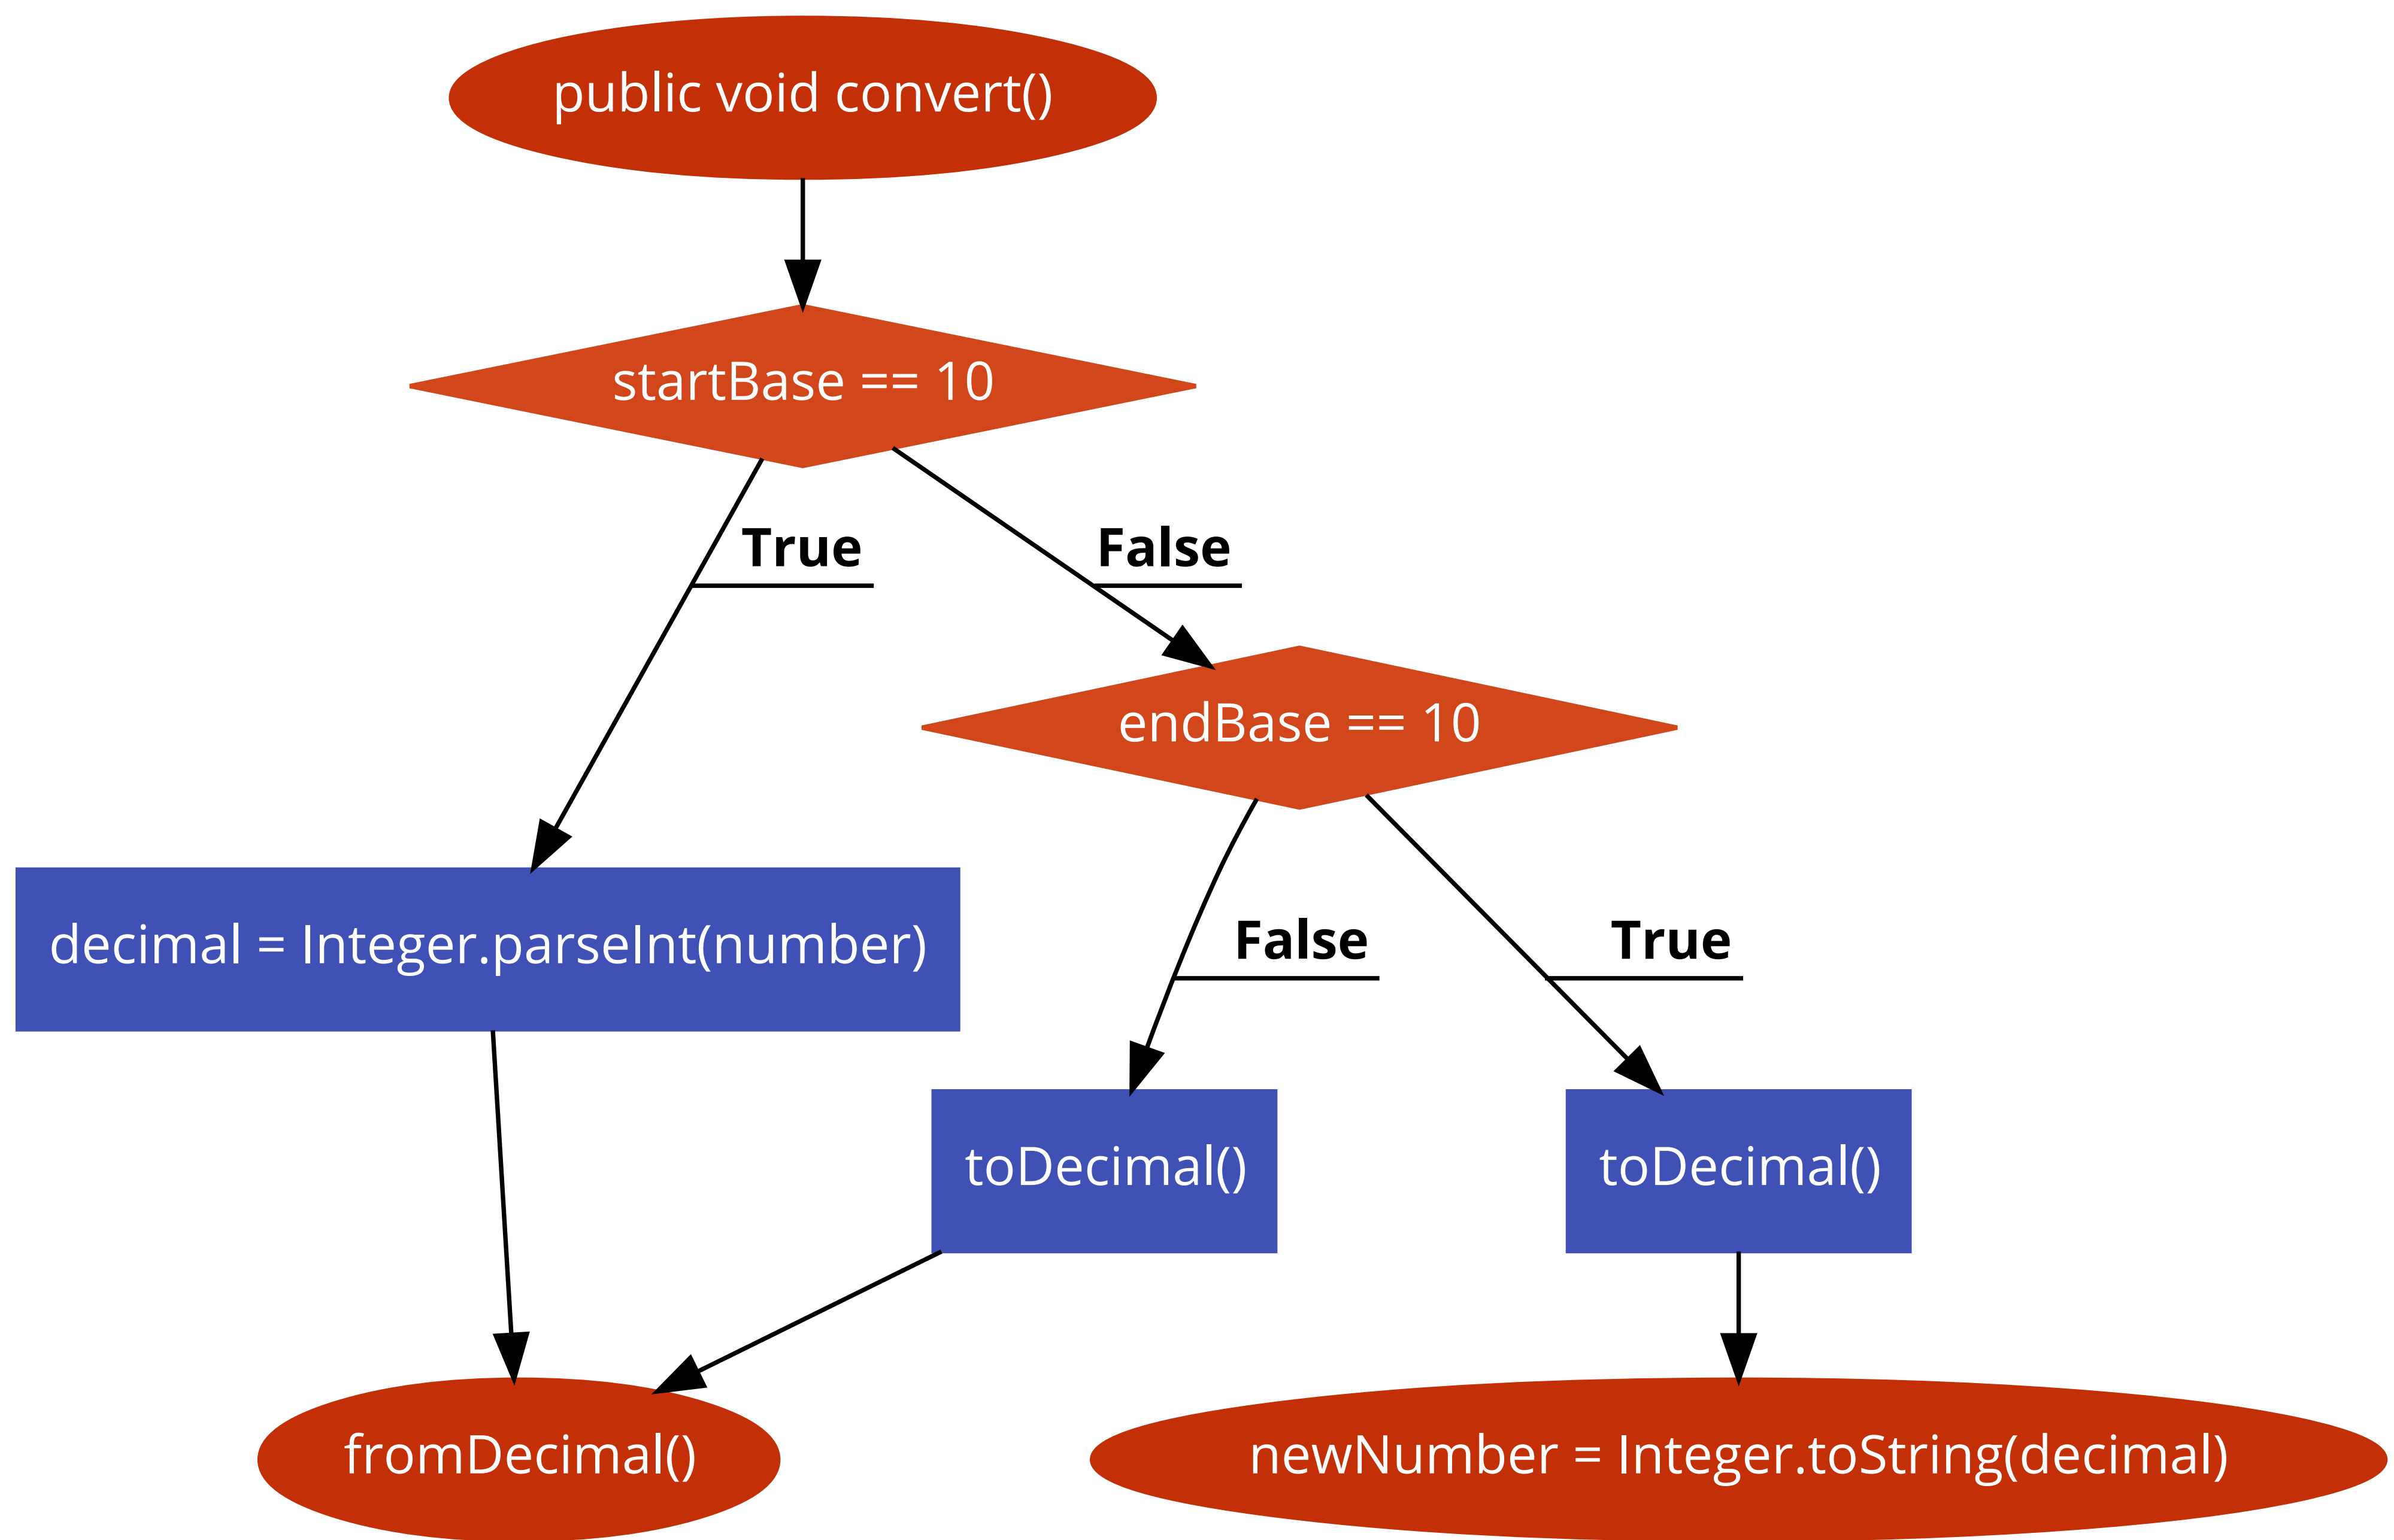 public void convert()
startBase == 10
True
False
endBase == 10
decimal = Integer.parseInt(number)
False
True
toDecimal()
toDecimal()
fromDecimal()
newNumber = Integer.toString(decimal)